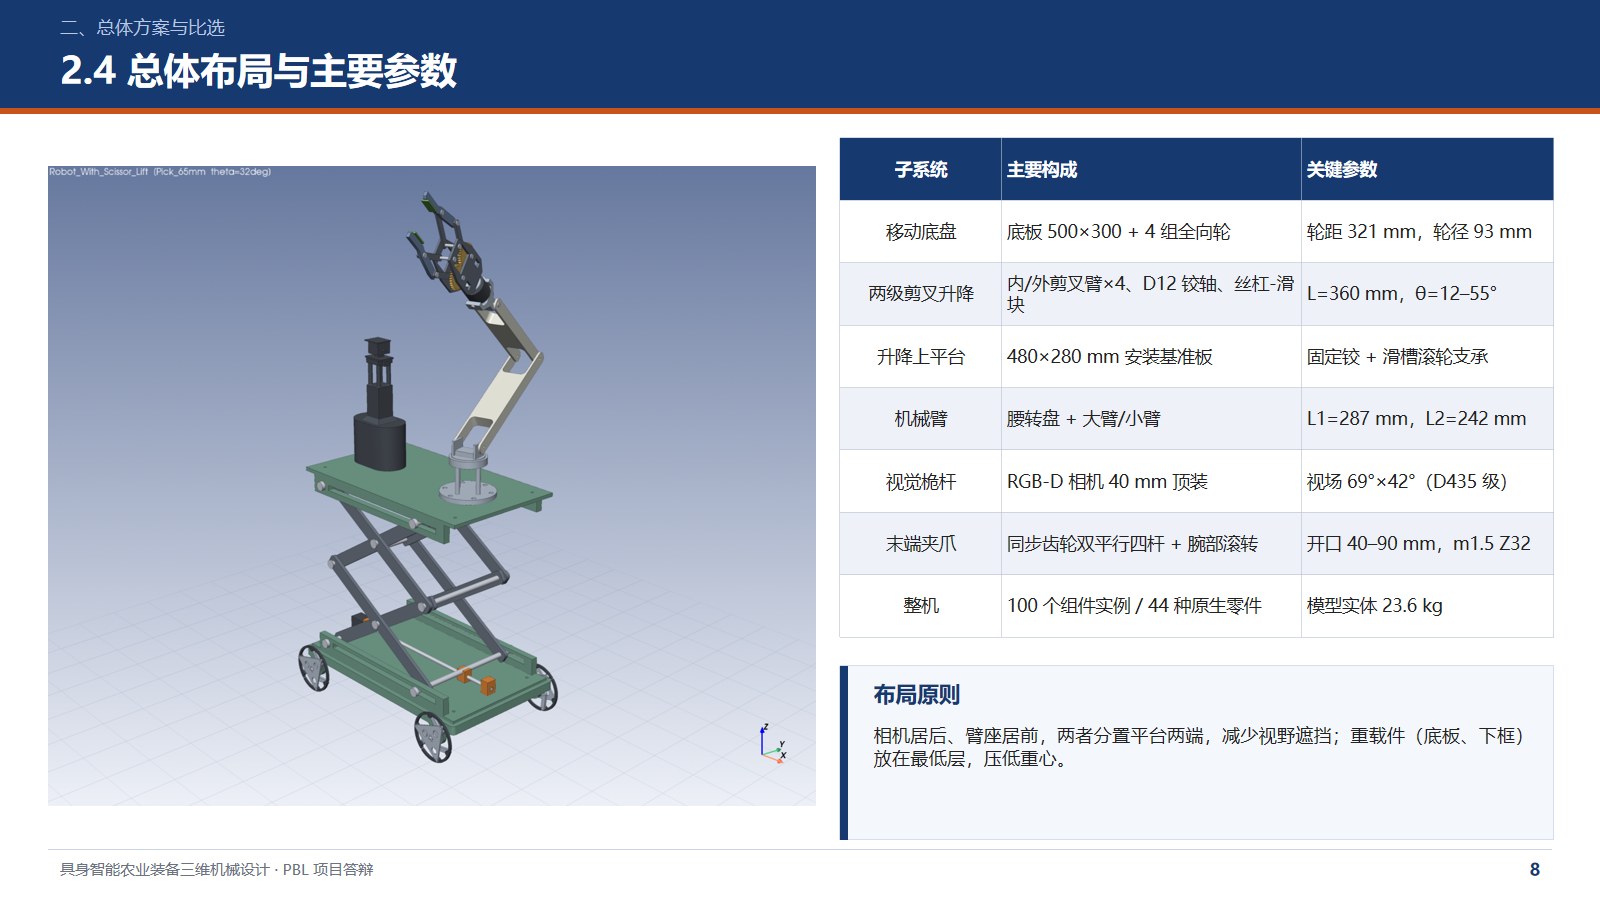 二、总体方案与比选
2.4 总体布局与主要参数
Robot_With_Scissor_Lift (Pick_65mm theta=32deg)
Z
Y
X
子系统 主要构成 关键参数
移动底盘 底板 500×300 + 4 组全向轮 轮距 321 mm，轮径 93 mm
两级剪叉升降 内/外剪叉臂×4、D12 铰轴、丝杠-滑块 L=360 mm，θ=12–55°
升降上平台 480×280 mm 安装基准板 固定铰 + 滑槽滚轮支承
机械臂 腰转盘 + 大臂/小臂 L1=287 mm，L2=242 mm
视觉桅杆 RGB-D 相机 40 mm 顶装 视场 69°×42°（D435 级）
末端夹爪 同步齿轮双平行四杆 + 腕部滚转 开口 40–90 mm，m1.5 Z32
整机 100 个组件实例 / 44 种原生零件 模型实体 23.6 kg
布局原则
相机居后、臂座居前，两者分置平台两端，减少视野遮挡；重载件（底板、下框）
放在最低层，压低重心。
具身智能农业装备三维机械设计 · PBL 项目答辩
8